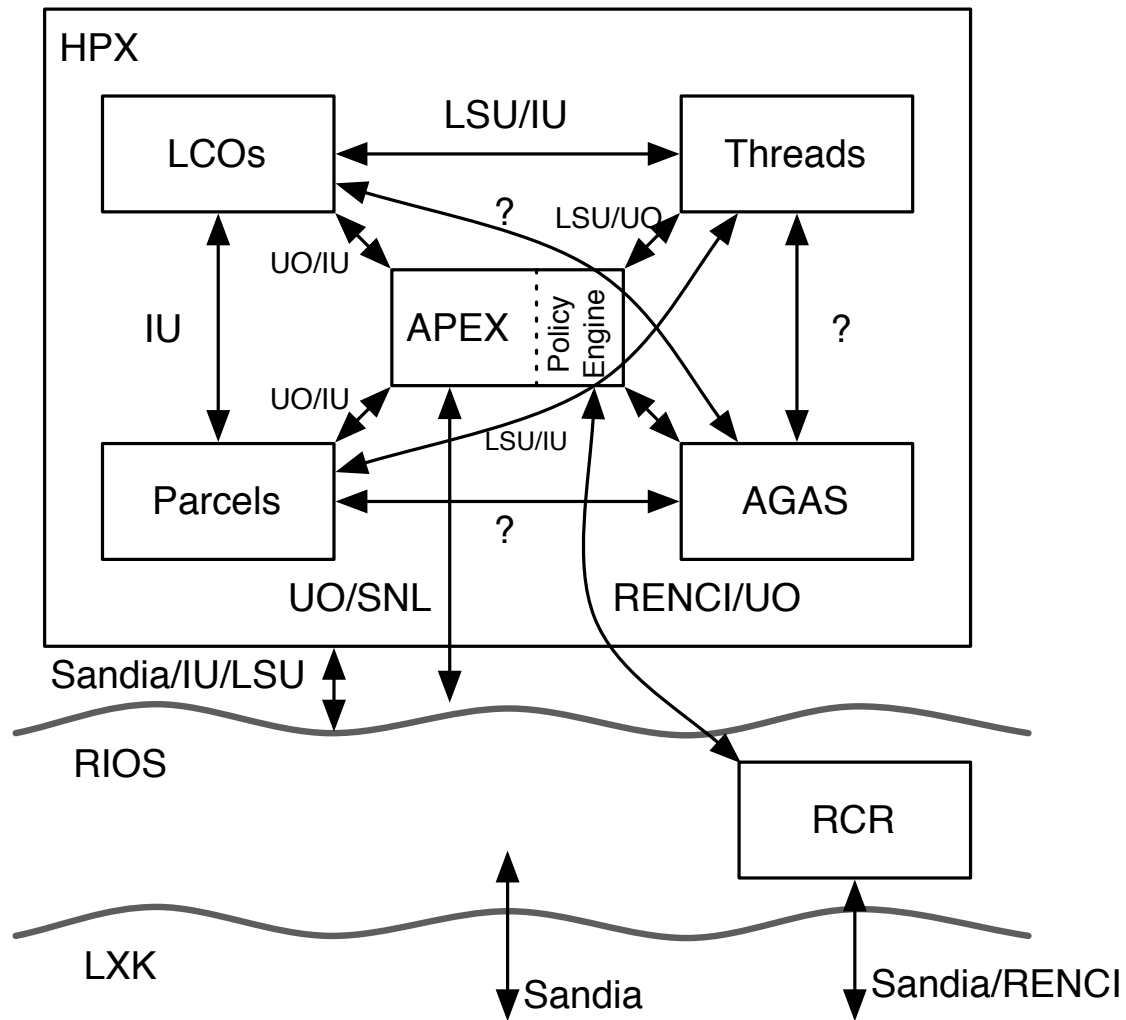 HPX
LSU/IU
LCOs
Threads
?
LSU/UO
UO/IU
IU
APEX
Policy
Engine
?
UO/IU
LSU/IU
Parcels
AGAS
?
UO/SNL
RENCI/UO
Sandia/IU/LSU
RIOS
RCR
LXK
Sandia
Sandia/RENCI